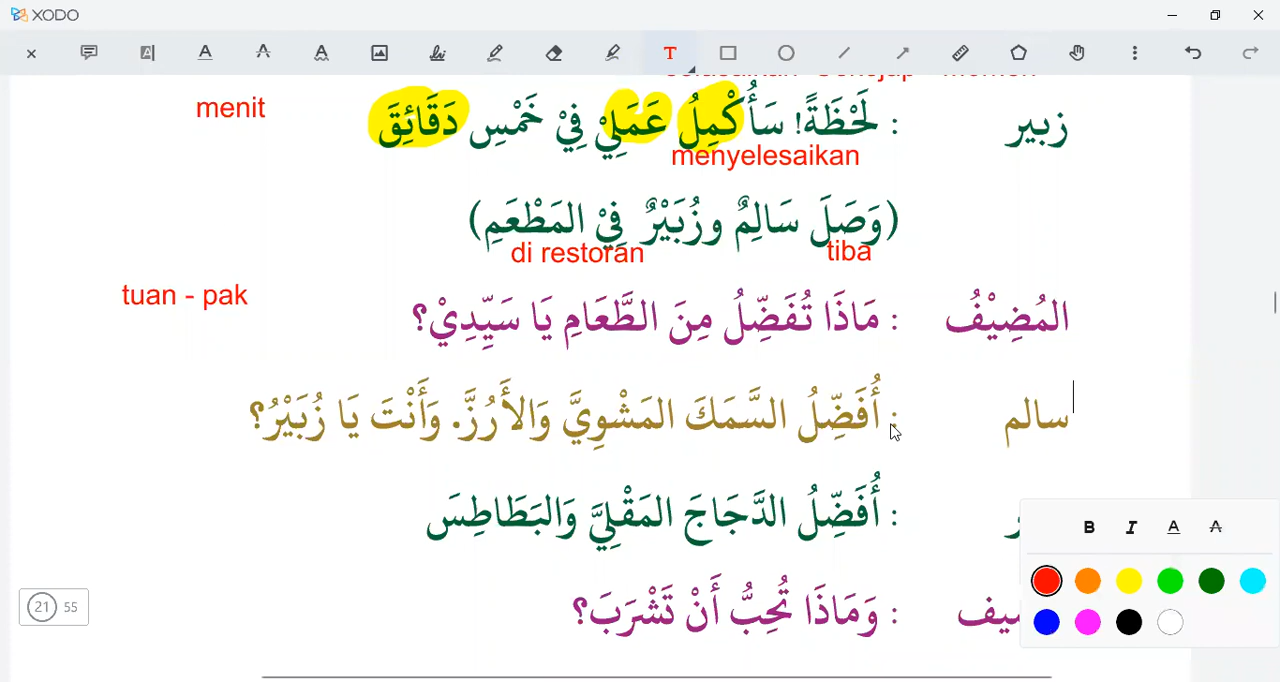 XODO
menit
زبير : لَحْظَةً! سَأُكْمِلُ عَمَلِيْ فِيْ خَمْسِ دَقَائِقَ
menyelesaikan
(وَصَلَ سَالِمٌ وزُبَيْرٌ فِيْ المَطْعَمِ)
di restoran tiba
tuan - pak
المُضِيْفُ : مَاذَا تُفَضِّلُ مِنَ الطَّعَامِ يَا سَيِّدِيْ؟
سالم : أُفَضِّلُ السَّمَكَ المَشْوِيَّ وَالأَرُزَّ. وَأَنْتَ يَا زُبَيْرُ؟
: أُفَضِّلُ الدَّجَاجَ المَقْلِيَّ وَالبَطَاطِسَ
: وَمَاذَا تُحِبُّ أَنْ تَشْرَبَ؟
B I A A
21 55